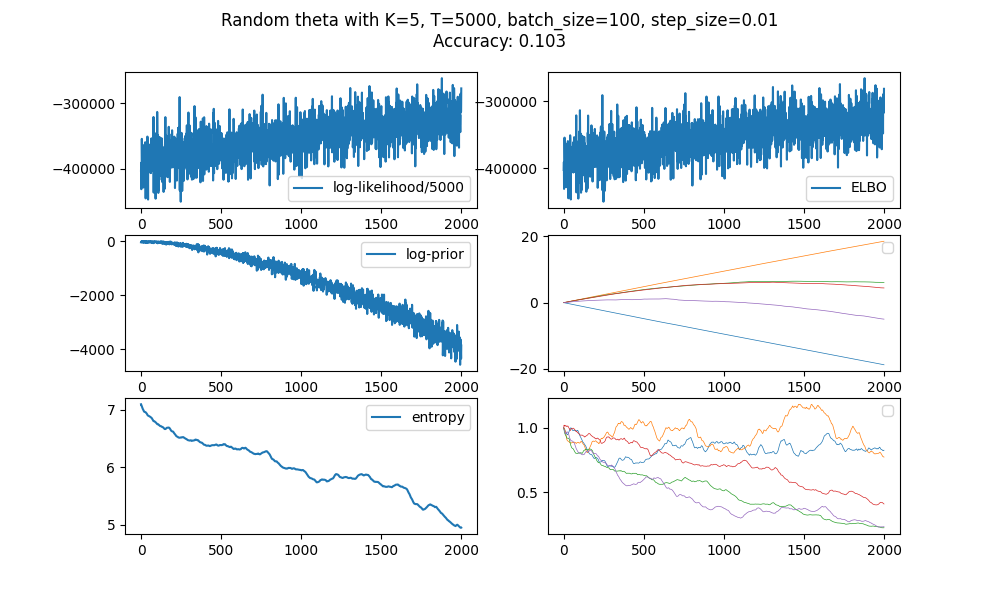 Random theta with K=5, T=5000, batch_size=100, step_size=0.01
Accuracy: 0.103
−300000
−400000
log-likelihood/5000
0 500 1000 1500 2000
−300000
−400000
ELBO
0 500 1000 1500 2000
0
−2000
−4000
log-prior
0 500 1000 1500 2000
20
0
−20
0 500 1000 1500 2000
7
6
5
entropy
0 500 1000 1500 2000
1.0
0.5
0 500 1000 1500 2000